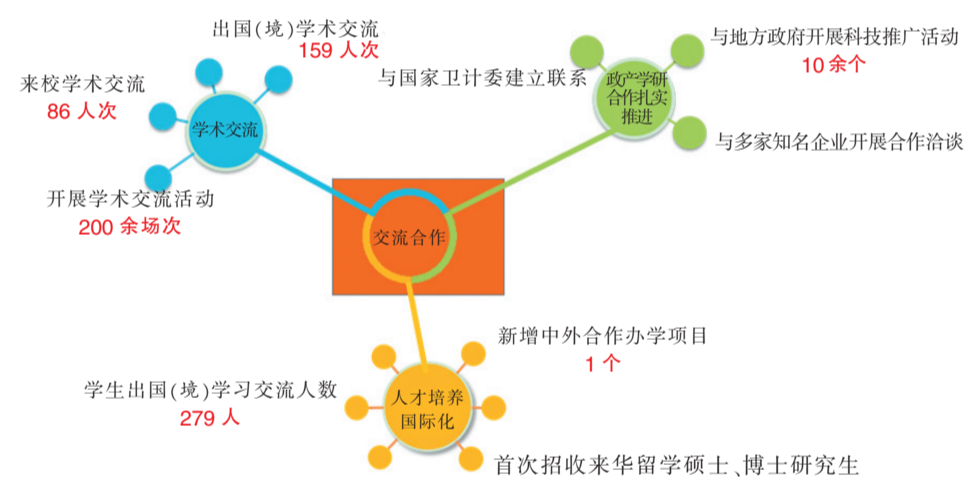 出国(境)学术交流
159 人次
来校学术交流
86 人次
学术交流
开展学术交流活动
200 余场次
与国家卫计委建立联系
政产学研
合作扎实
推进
与地方政府开展科技推广活动
10 余个
与多家知名企业开展合作洽谈
交流合作
新增中外合作办学项目
1 个
学生出国(境)学习交流人数
279 人
人才培养
国际化
首次招收来华留学硕士、博士研究生